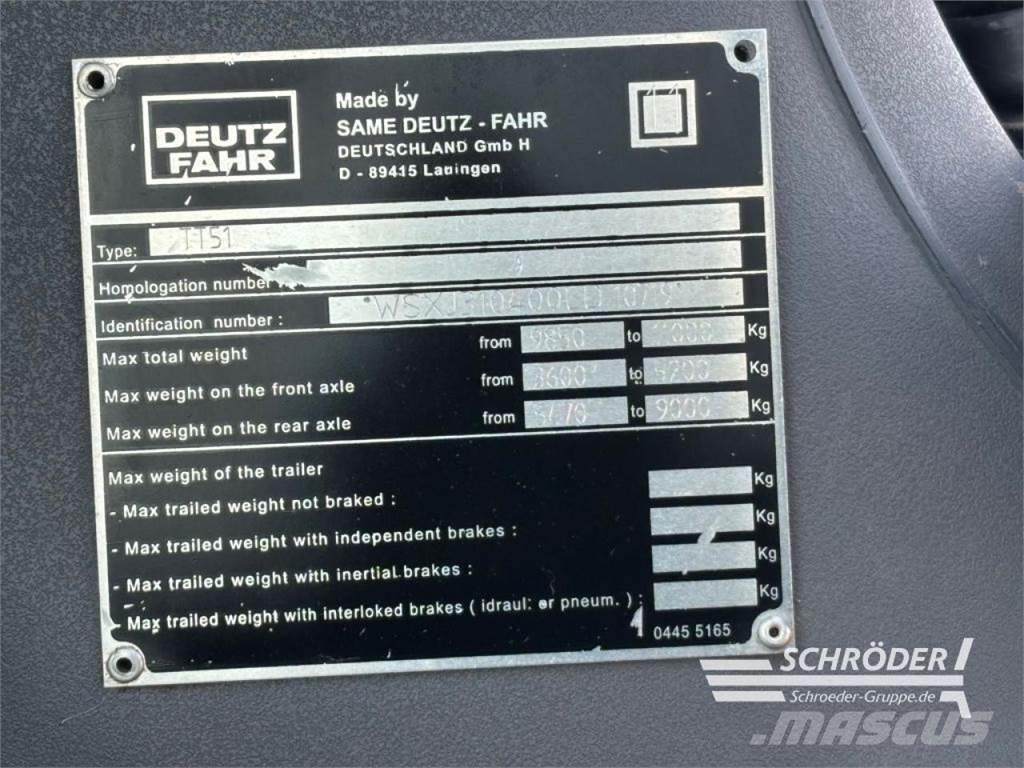 DEUTZ
FAHR
Made by
SAME DEUTZ - FAHR
DEUTSCHLAND Gmb H
D - 89415 Lauingen
11
Type: TT51
Homologation number
Identification number :
Max total weight from 9850 to Kg
Max weight on the front axle from to Kg
Max weight on the rear axle from to 9000 Kg
Max weight of the trailer
- Max trailed weight not braked : Kg
- Max trailed weight with independent brakes : Kg
- Max trailed weight with inertial brakes : Kg
- Max trailed weight with interloked brakes ( idraul: or pneum. ) : Kg
0445 5165
SCHRÖDER
Schroeder-Gruppe.de
MASCUS